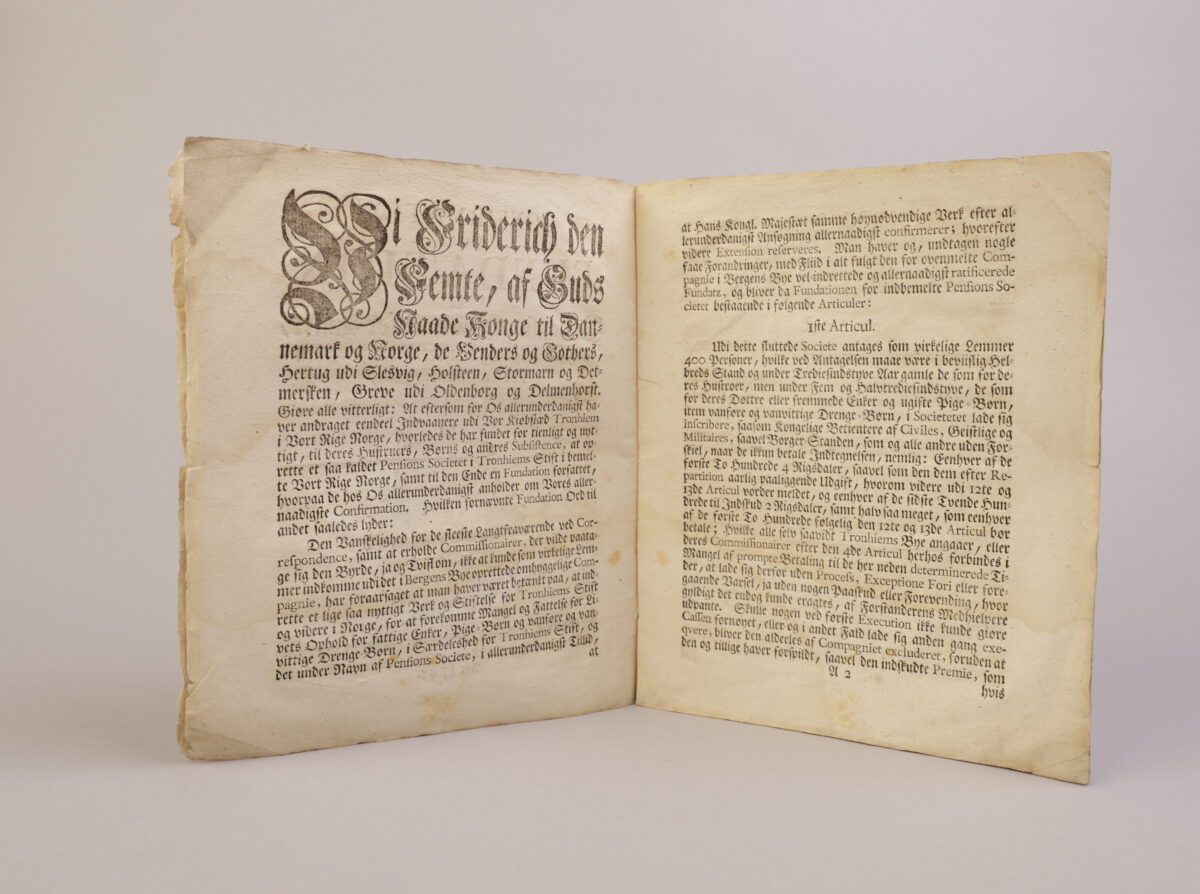 Wi Friderich den
Femte, af Guds
Naade Konge til Dan-
nemark og Norge, de Venders og Gothers,
Hertug udi Slesvig, Holsteen, Stormarn og Det-
mersken, Greve udi Oldenborg og Delmenhorst.
Giøre alle vitterligt: At eftersom for Os allerunderdanigst ha-
ver andraget eendeel Indvaanere udi Vor Kiøbstæd Tronhiem
i Vort Rige Norge, hvorledes de har fundet for tienligt og nyt-
tigt, til deres Hustruers, Børns og andres Subsistence, at op-
rette et saa kaldet Pensions Societet i Tronhiems Stift i bemel-
te Vort Rige Norge, samt til den Ende en Fundation forfattet,
hvorpaa de hos Os allerunderdanigst anholder om Vores aller-
naadigste Confirmation. Hvilken fornævnte Fundation Ord til
andet saaledes lyder:
Den Vanskelighed for de fleeste Langtfraværende ved Cor-
respondence, samt at erholde Commissionairer, der vilde paata-
ge sig den Byrde, ja og Tvistom, ikke at kunde som virkelige Lem-
mer indkomme udi det i Bergens Bye oprettede omhyggelige Com-
pagnie, har foraarsaget at man haver været betænkt paa, at ind-
rette et lige saa nyttigt Verk og Stiftelse for Tronhiems Stift
og videre i Norge, for at forekomme Mangel og Fattelse for Li-
vets Ophold for fattige Enker, Pige-Børn og vanføre og van-
vittige Drenge-Børn, i Særdeleshed for Tronhiems Stift, og
det under Navn af Pensions Societe, i allerunderdanigst Tillid,
at
at Hans Kongl. Majestæt samme høynødvendige Verk efter al-
lerunderdanigst Ansøgning allernaadigst confirmerer; hvorefter
videre Extension reserveres. Man haver og, undtagen nogle
faae Forandringer, med Fliid i alt fulgt den for ovenmelte Com-
pagnie i Bergens Bye vel-indrettede og allernaadigst ratificerede
Fundatz, og bliver da Fundationen for indbemelte Pensions So-
cietet bestaaende i følgende Articuler:
1ste Articul.
Udi dette sluttede Societe antages som virkelige Lemmer
400 Personer, hvilke ved Antagelsen maae være i beviislig Hel-
breds Stand og under Trediesindstyve Aar gamle de som for de-
res Hustroer, men under Fem og Halvtrediesindstyve, de som
for deres Døttre eller fremmede Enker og ugifte Pige-Børn,
item vanføre og vanvittige Drenge-Børn, i Societetet lade sig
inscribere, saasom Kongelige Betientere af Civiles, Geistlige og
Militaires, saavel Borger Standen, som og alle andre uden For-
skiel, naar de ikkun betale Indtegnelsen, nemlig: Eenhver af de
første To Hundrede 4 Rigsdaler, saavel som den dem efter Re-
partition aarlig paaliggende Udgift, hvorom videre udi 12te og
13de Articul vorder meldet, og eenhver af de sidste Tvende Hun-
drede til Indskud 2 Rigsdaler, samt halv saa meget, som eenhver
af de første To Hundrede følgelig den 12te og 13de Articul bør
betale; Hvilke alle selv saavidt Tronhiems Bye angaaer, eller
deres Commissionairer efter den 4de Articul herhos forbindes i
Mangel af prompte Betaling til de her neden determinerede Ti-
der, at lade sig derfor uden Process, Exceptione Fori eller fore-
gaaende Varsel, ja uden nogen Paaskud eller Forevending, hvor
gyldigt det endog kunde eragtes, af Forstanderens Medhielpere
udrante. Skulle nogen ved første Execution ikke kunde giøre
Cassen fornøyet, eller og i andet Fald lade sig anden gang exe-
qvere, bliver den aldeeles af Compagniet excluderet, foruden at
den og tillige haver forspildt, saavel den indskudte Premie, som
A 2
hvis